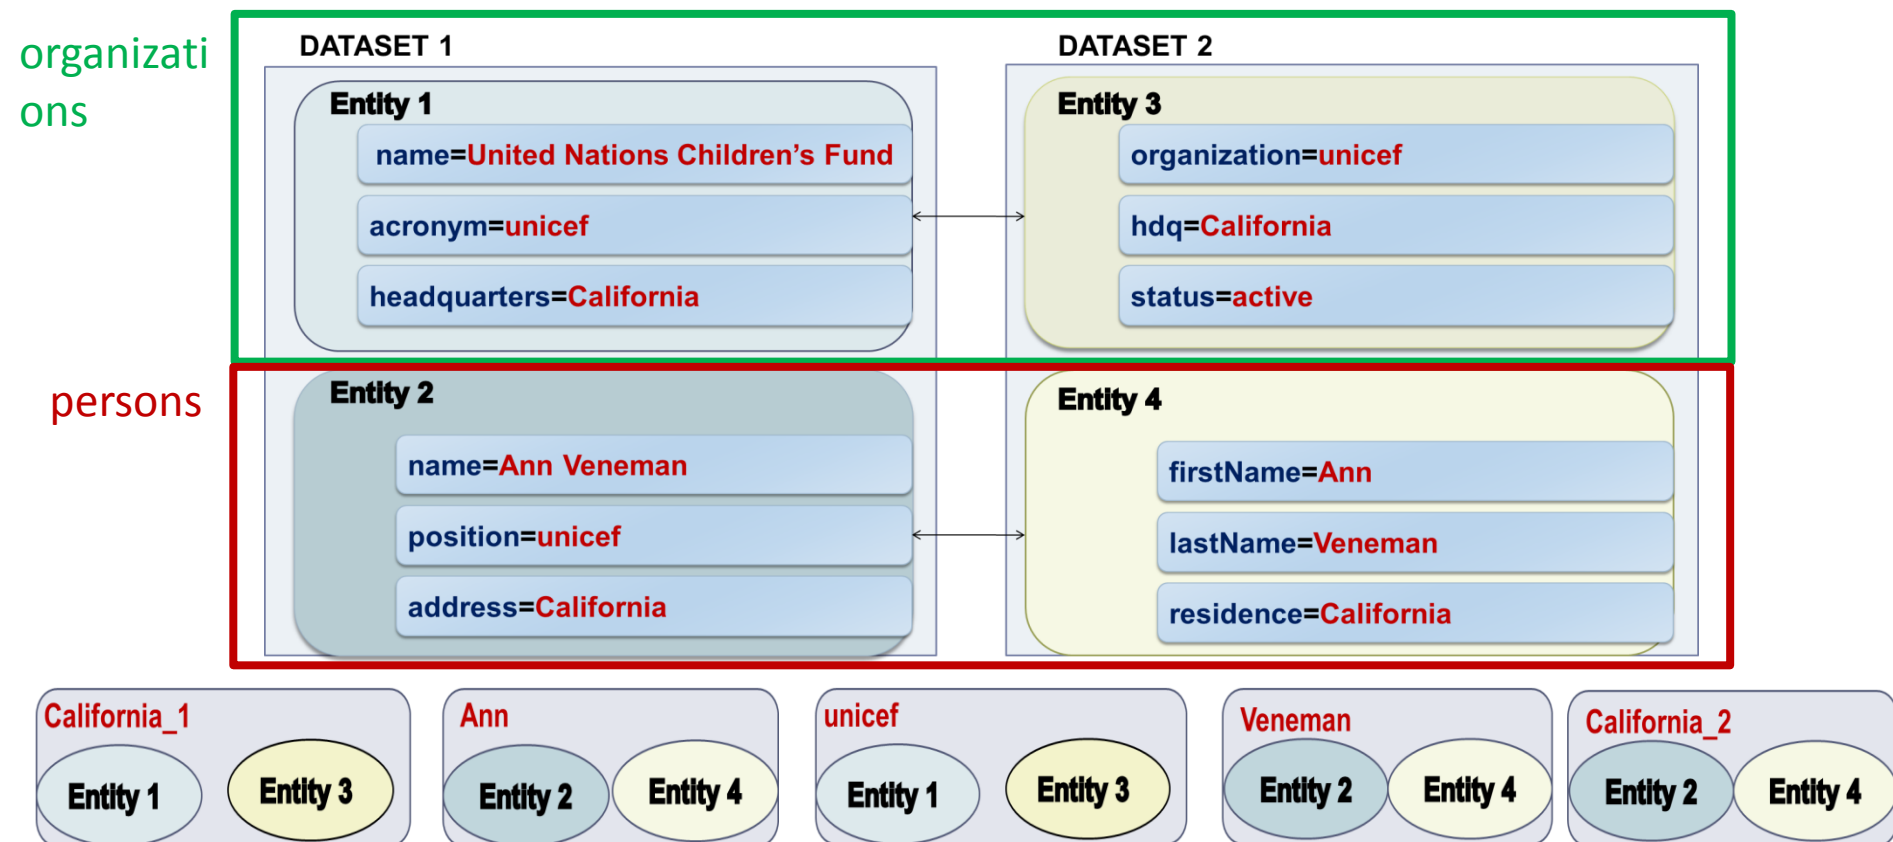 organizati
ons
DATASET 1
DATASET 2
Entity 1
name=United Nations Children's Fund
acronym=unicef
headquarters=California
Entity 3
organization=unicef
hdq=California
status=active
persons
Entity 2
name=Ann Veneman
position=unicef
address=California
Entity 4
firstName=Ann
lastName=Veneman
residence=California
California_1
Entity 1
Entity 3
Ann
Entity 2
Entity 4
unicef
Entity 1
Entity 3
Veneman
Entity 2
Entity 4
California_2
Entity 2
Entity 4